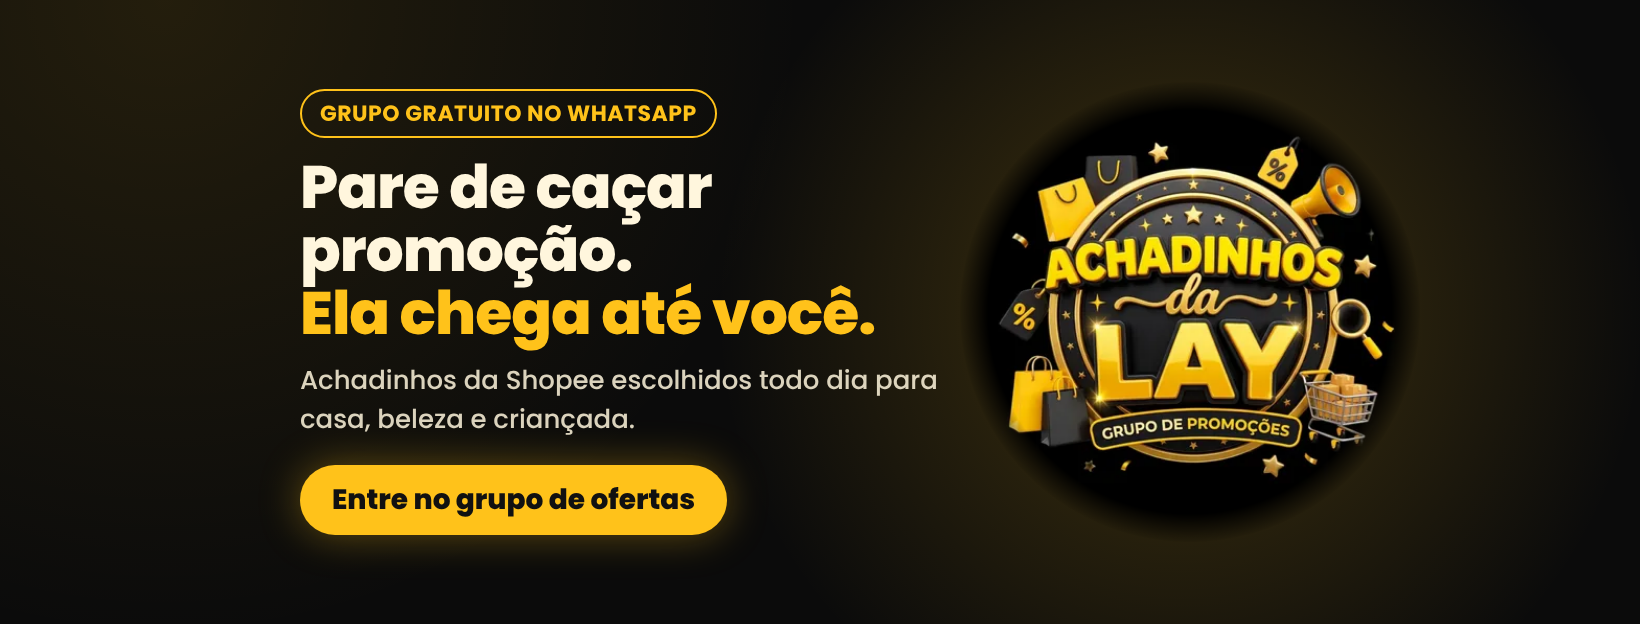 GRUPO GRATUITO NO WHATSAPP
Pare de caçar
promoção.
Ela chega até você.
Achadinhos da Shopee escolhidos todo dia para
casa, beleza e criançada.
Entre no grupo de ofertas
%
ACHADINHOS
da
%
LAY
GRUPO DE PROMOÇÕES